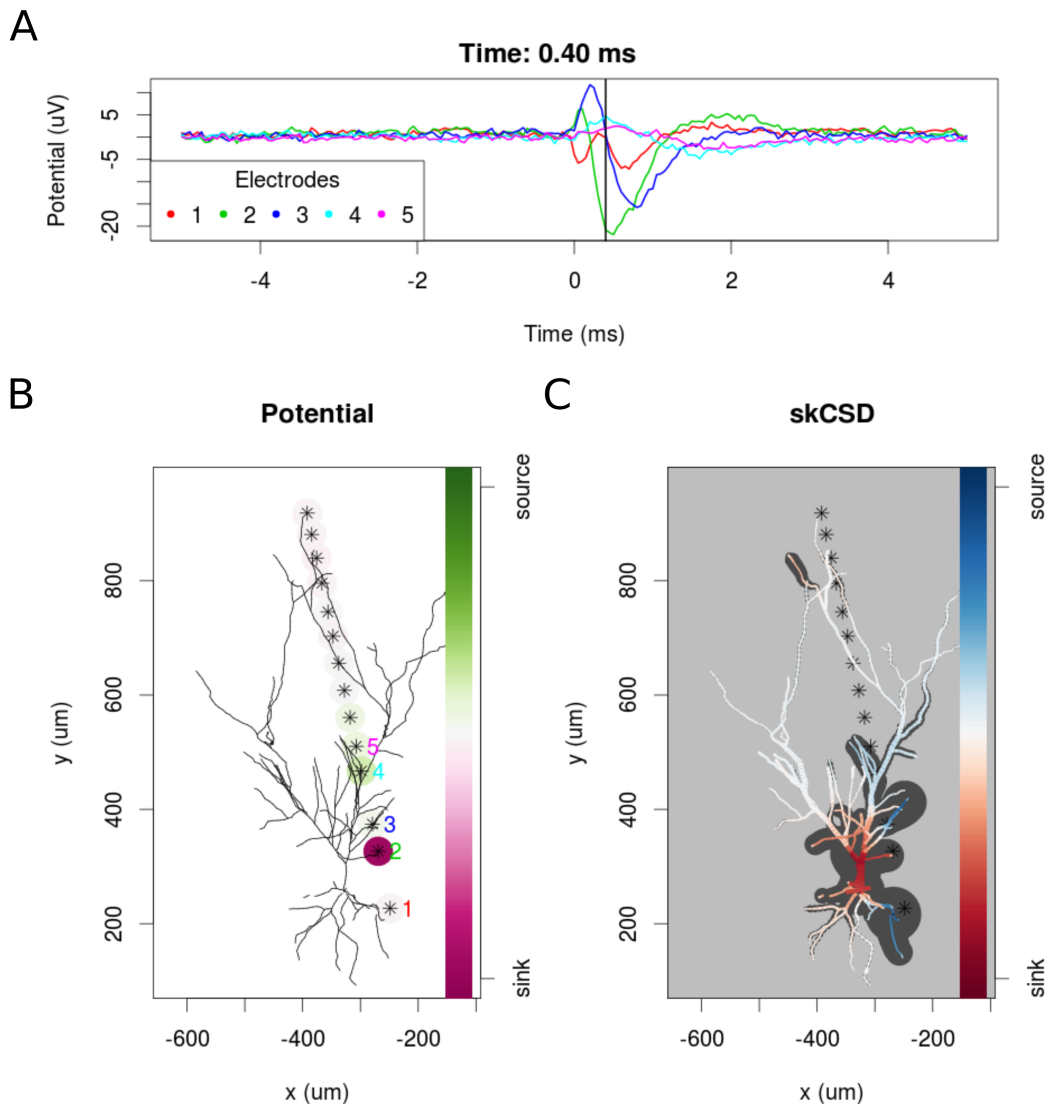 A
Time: 0.40 ms
Potential (uV)
5
-5
-20
Electrodes
1 2 3 4 5
-4 -2 0 2 4
Time (ms)
B
Potential
y (um)
800
600
400
200
5
4
3
2
1
source
sink
-600 -400 -200
x (um)
C
skCSD
y (um)
800
600
400
200
source
sink
-600 -400 -200
x (um)